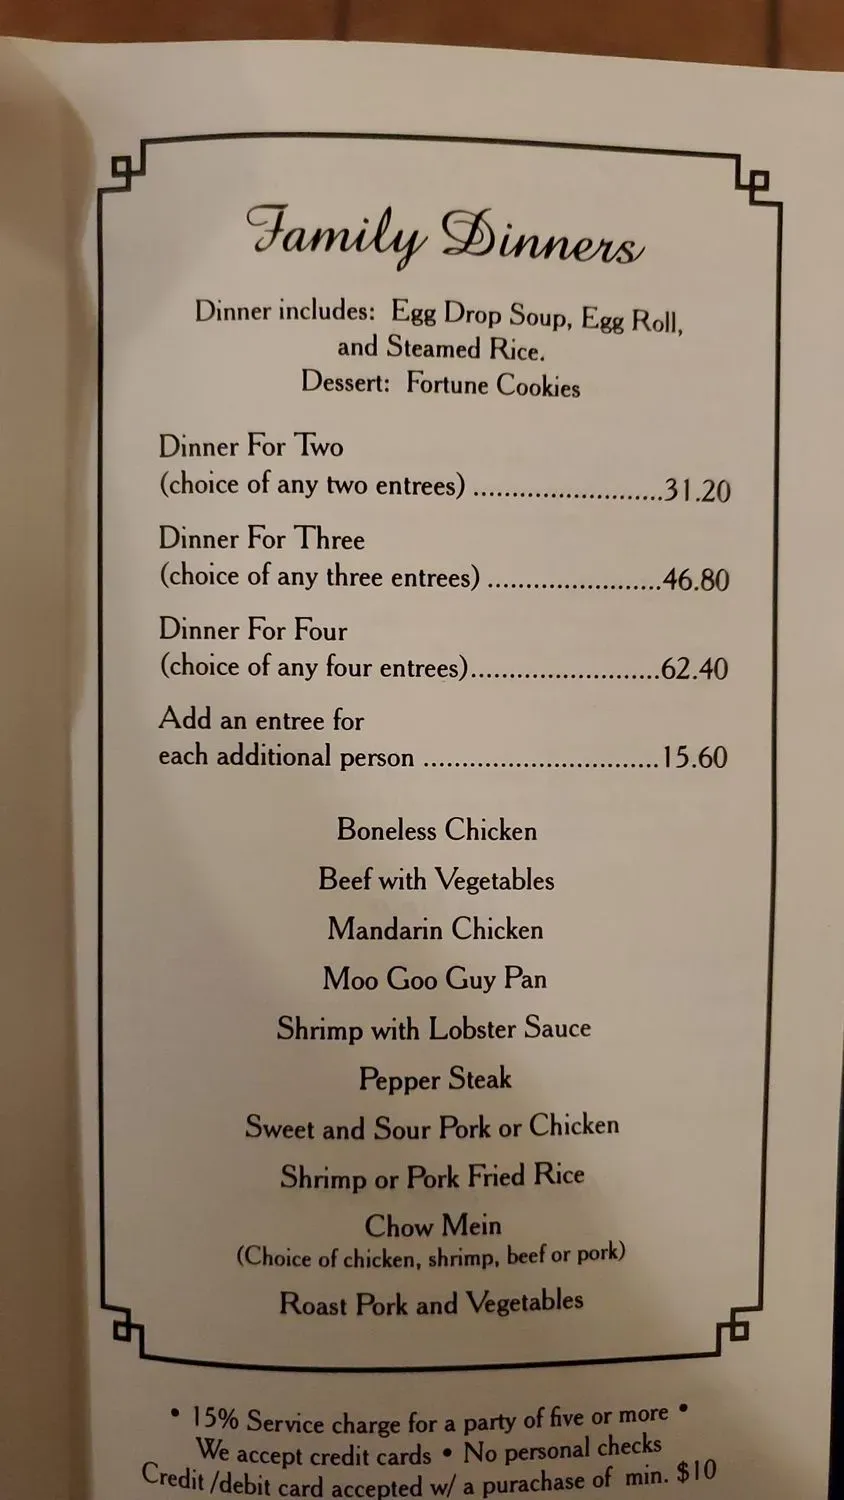 Family Dinners
Dinner includes: Egg Drop Soup, Egg Roll,
and Steamed Rice.
Dessert: Fortune Cookies
Dinner For Two
(choice of any two entrees) .........................31.20
Dinner For Three
(choice of any three entrees) .......................46.80
Dinner For Four
(choice of any four entrees).........................62.40
Add an entree for
each additional person ...............................15.60
Boneless Chicken
Beef with Vegetables
Mandarin Chicken
Moo Goo Guy Pan
Shrimp with Lobster Sauce
Pepper Steak
Sweet and Sour Pork or Chicken
Shrimp or Pork Fried Rice
Chow Mein
(Choice of chicken, shrimp, beef or pork)
Roast Pork and Vegetables
• 15% Service charge for a party of five or more •
We accept credit cards • No personal checks
Credit /debit card accepted w/ a purachase of min. $10